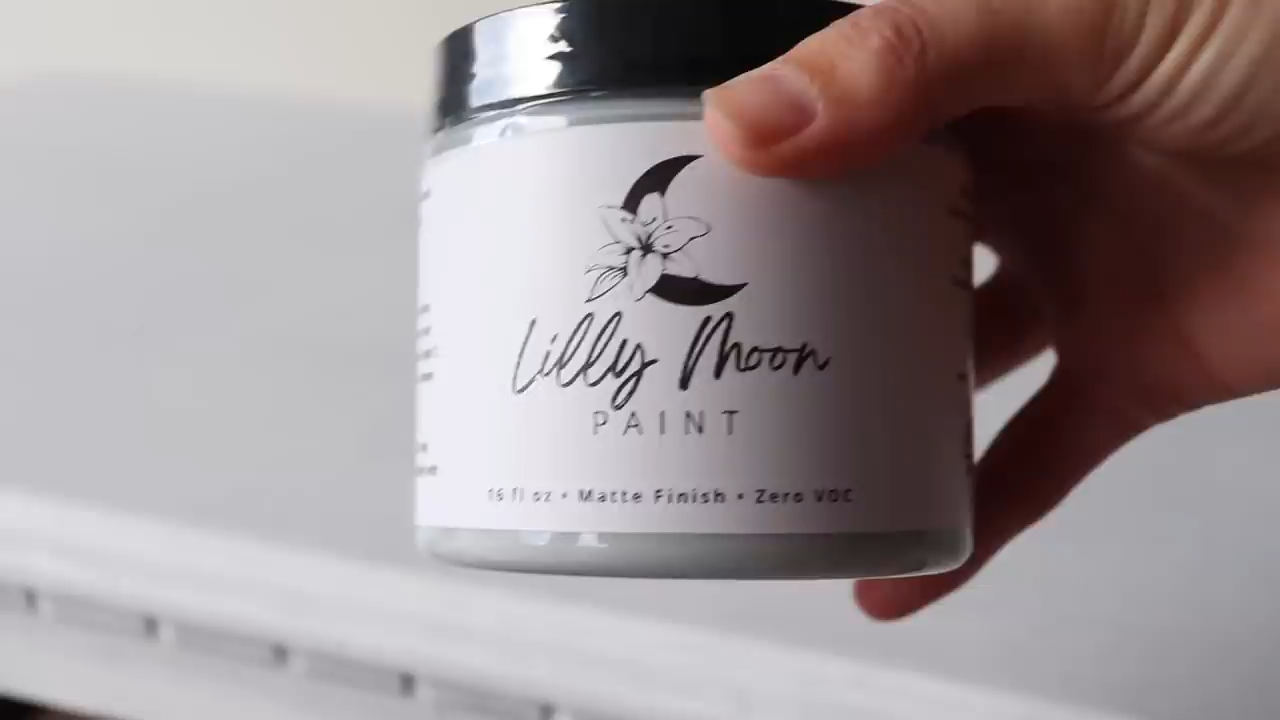 Lilly Moon
PAINT
16 fl oz • Matte Finish • Zero VOC